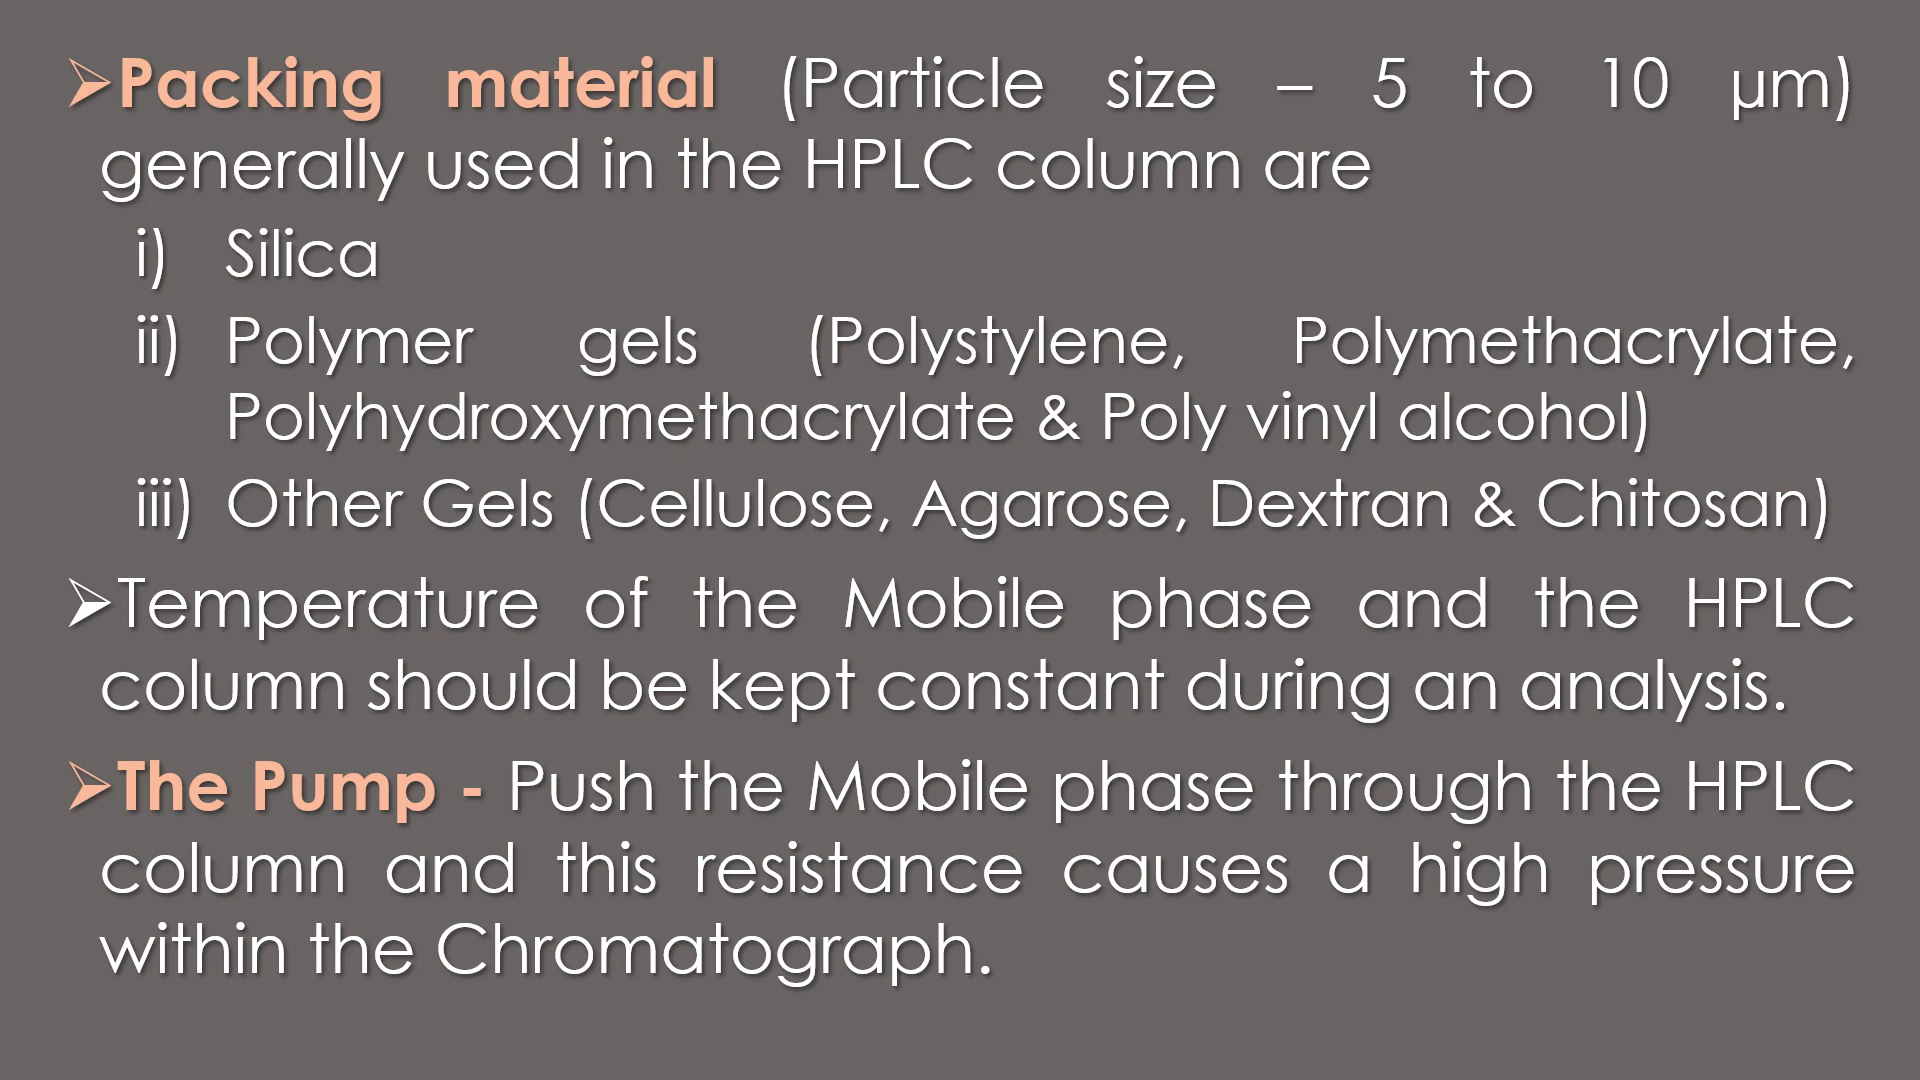 ➢Packing material (Particle size – 5 to 10 µm)
generally used in the HPLC column are
i) Silica
ii) Polymer gels (Polystylene, Polymethacrylate,
Polyhydroxymethacrylate & Poly vinyl alcohol)
iii) Other Gels (Cellulose, Agarose, Dextran & Chitosan)
➢Temperature of the Mobile phase and the HPLC
column should be kept constant during an analysis.
➢The Pump - Push the Mobile phase through the HPLC
column and this resistance causes a high pressure
within the Chromatograph.